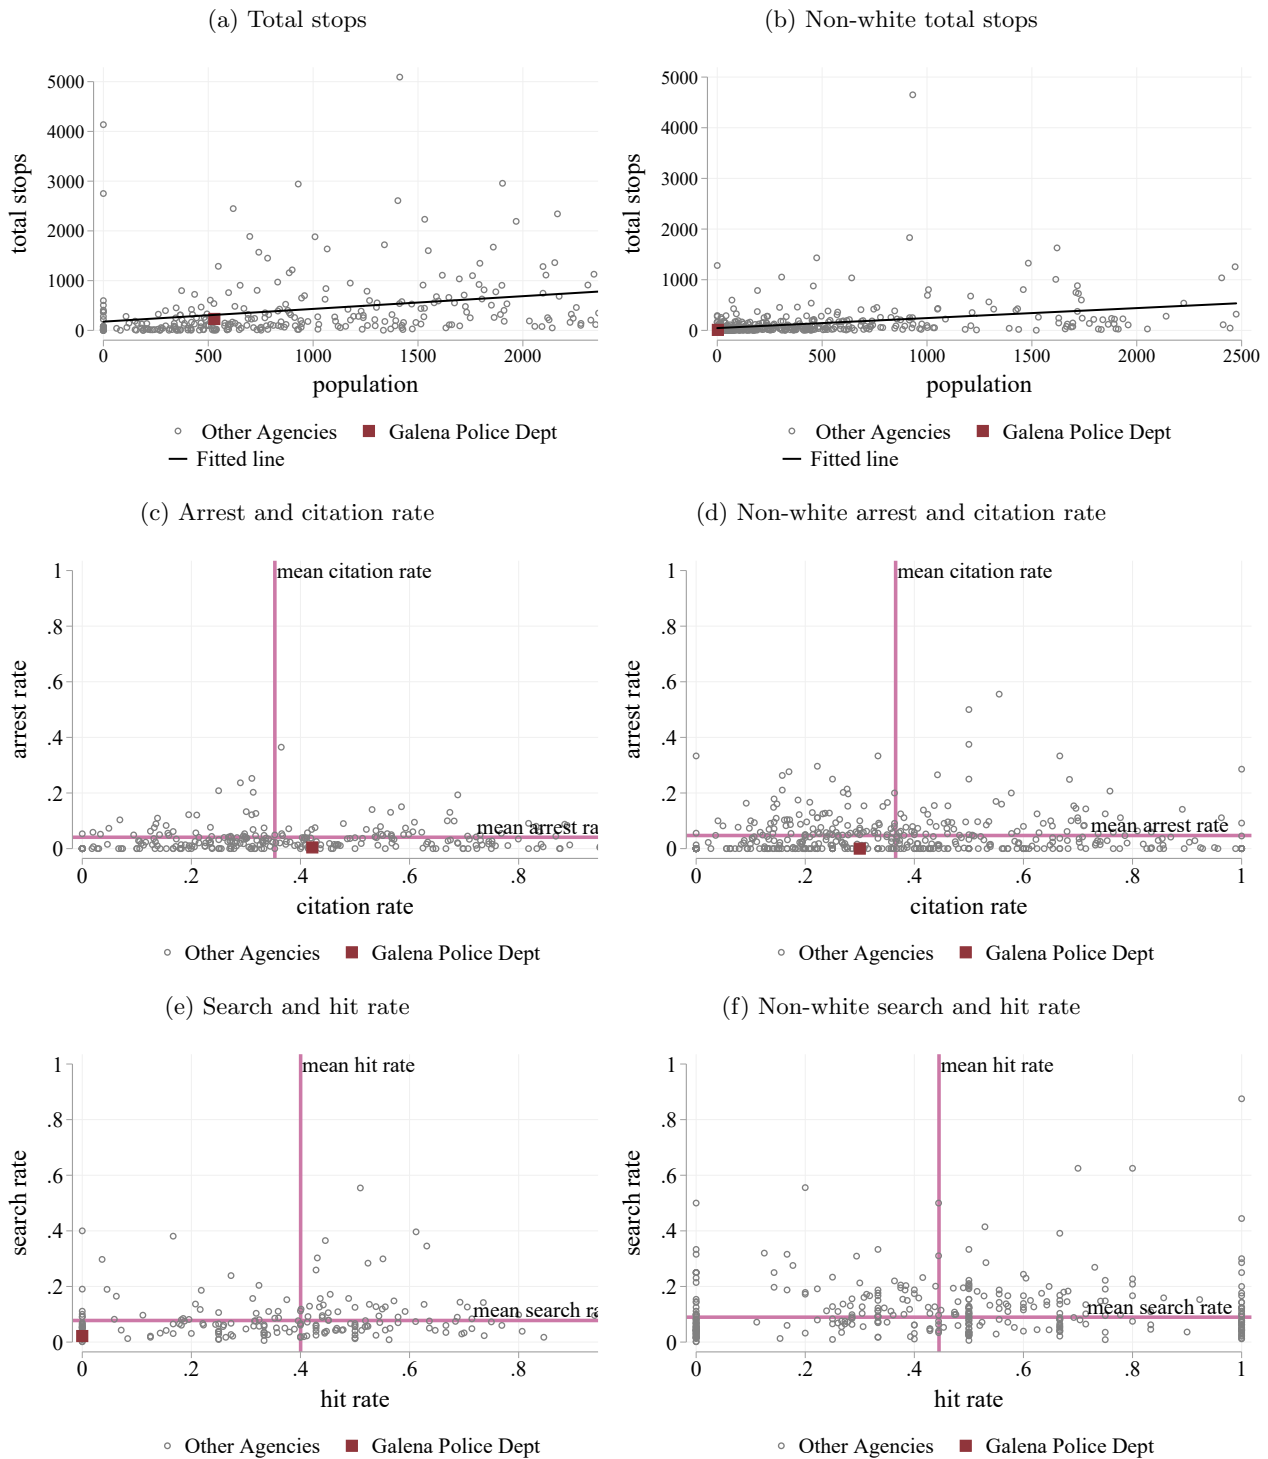 (a) Total stops
(b) Non-white total stops
total stops
5000
4000
3000
2000
1000
0
0 500 1000 1500 2000
population
Other Agencies Galena Police Dept
Fitted line
total stops
5000
4000
3000
2000
1000
0
0 500 1000 1500 2000 2500
population
Other Agencies Galena Police Dept
Fitted line
(c) Arrest and citation rate
(d) Non-white arrest and citation rate
arrest rate
1
.8
.6
.4
.2
0
mean citation rate
mean arrest ra
0 .2 .4 .6 .8
citation rate
Other Agencies Galena Police Dept
arrest rate
1
.8
.6
.4
.2
0
mean citation rate
mean arrest rate
0 .2 .4 .6 .8 1
citation rate
Other Agencies Galena Police Dept
(e) Search and hit rate
(f) Non-white search and hit rate
search rate
1
.8
.6
.4
.2
0
mean hit rate
mean search ra
0 .2 .4 .6 .8
hit rate
Other Agencies Galena Police Dept
search rate
1
.8
.6
.4
.2
0
mean hit rate
mean search rate
0 .2 .4 .6 .8 1
hit rate
Other Agencies Galena Police Dept